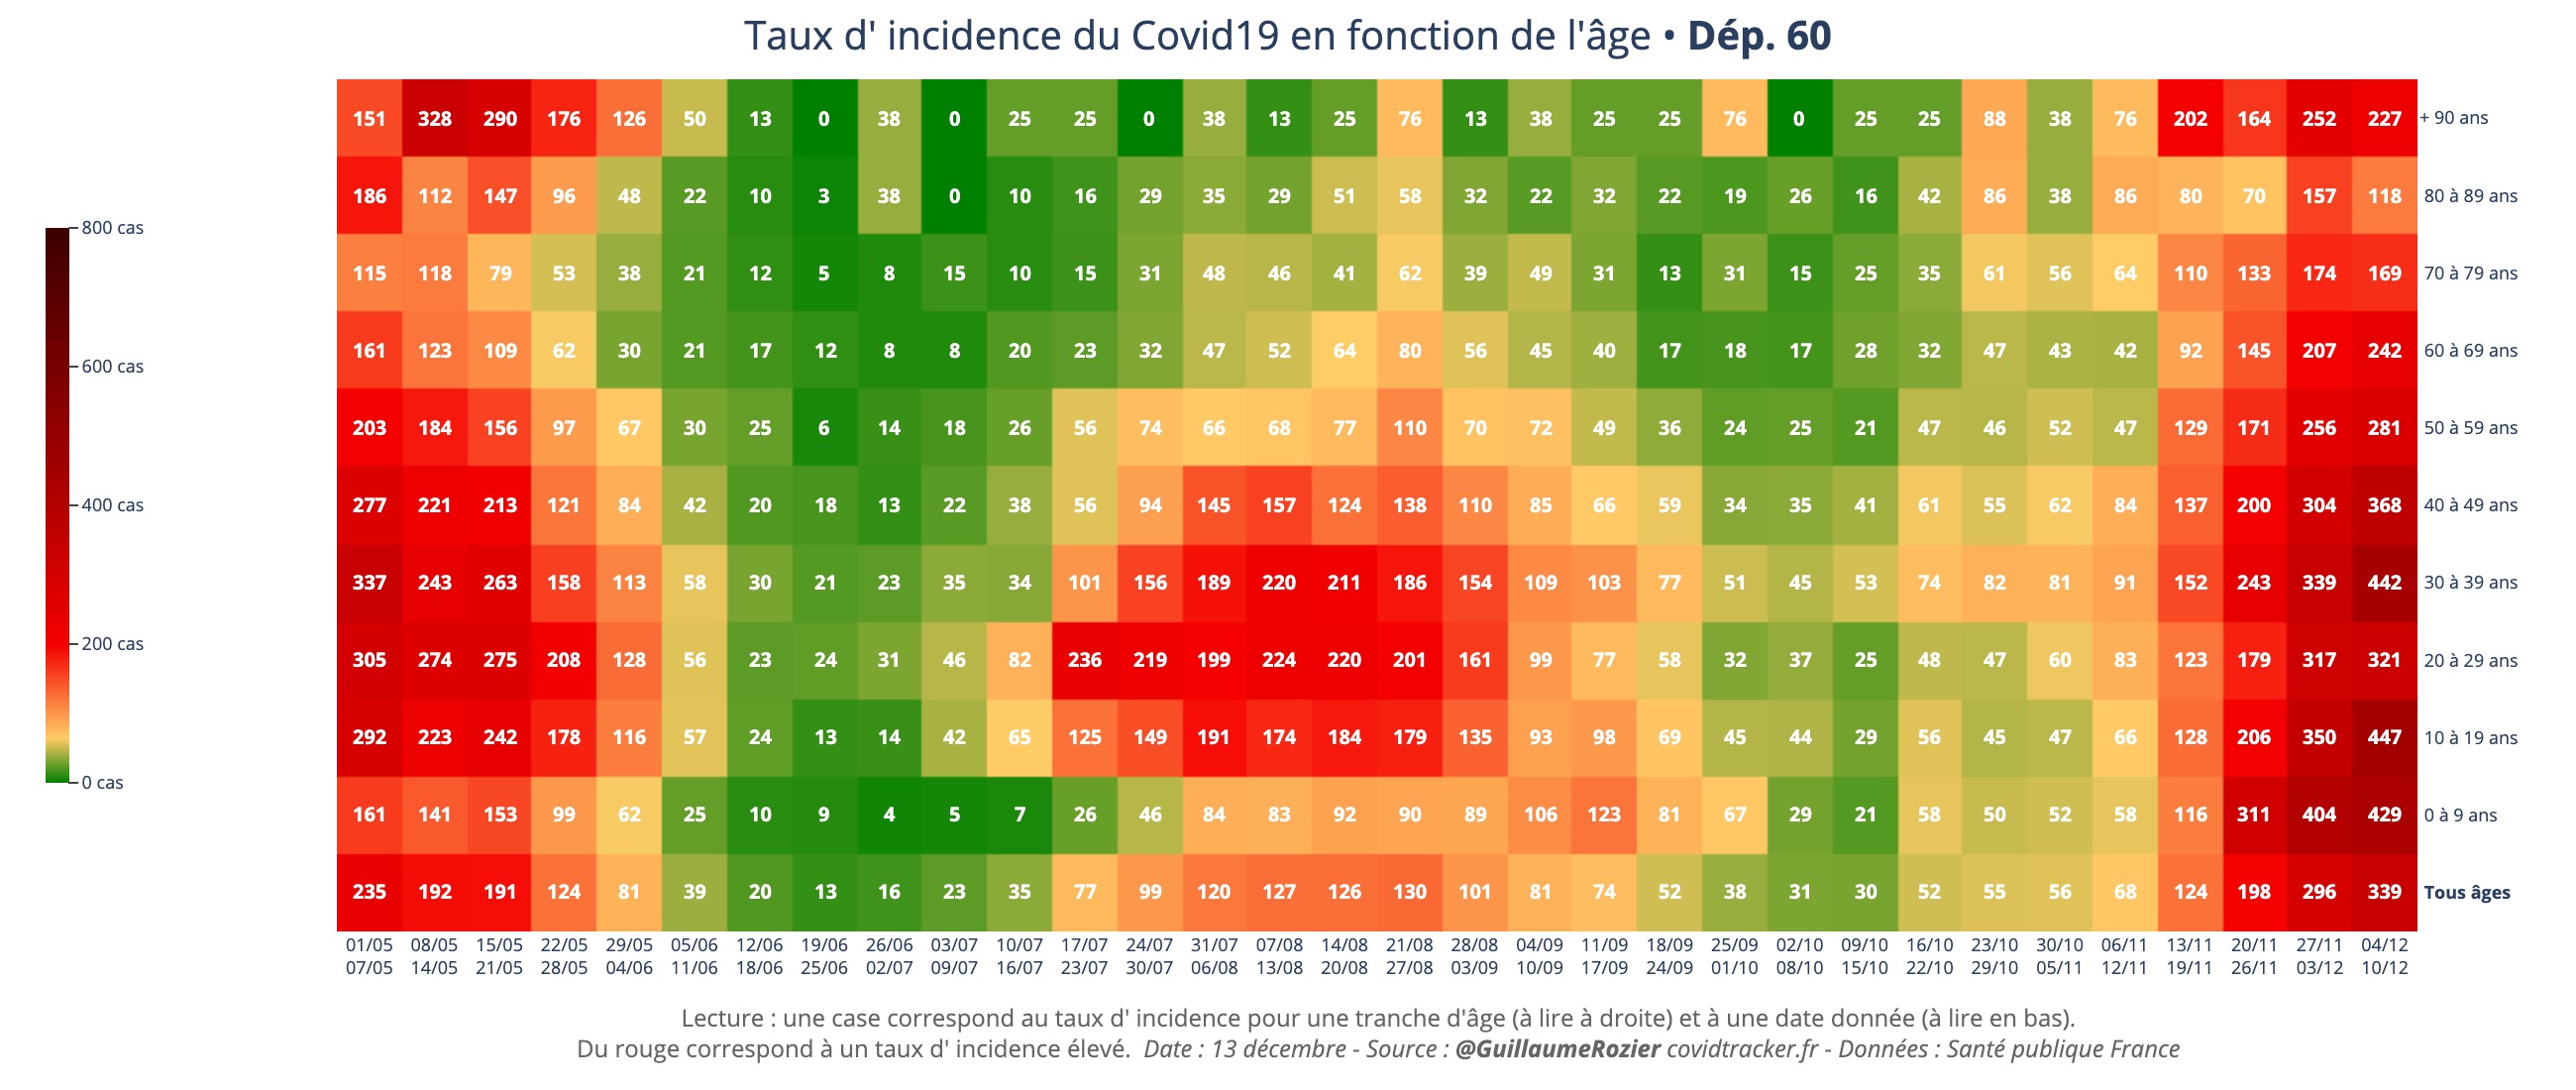 Taux d' incidence du Covid19 en fonction de l'âge • Dép. 60
800 cas
600 cas
400 cas
200 cas
0 cas
151 328 290 176 126 50 13 0 38 0 25 25 0 38 13 25 76 13 38 25 25 76 0 25 25 88 38 76 202 164 252 227 + 90 ans
186 112 147 96 48 22 10 3 38 0 10 16 29 35 29 51 58 32 22 32 22 19 26 16 42 86 38 86 80 70 157 118 80 à 89 ans
115 118 79 53 38 21 12 5 8 15 10 15 31 48 46 41 62 39 49 31 13 31 15 25 35 61 56 64 110 133 174 169 70 à 79 ans
161 123 109 62 30 21 17 12 8 8 20 23 32 47 52 64 80 56 45 40 17 18 17 28 32 47 43 42 92 145 207 242 60 à 69 ans
203 184 156 97 67 30 25 6 14 18 26 56 74 66 68 77 110 70 72 49 36 24 25 21 47 46 52 47 129 171 256 281 50 à 59 ans
277 221 213 121 84 42 20 18 13 22 38 56 94 145 157 124 138 110 85 66 59 34 35 41 61 55 62 84 137 200 304 368 40 à 49 ans
337 243 263 158 113 58 30 21 23 35 34 101 156 189 220 211 186 154 109 103 77 51 45 53 74 82 81 91 152 243 339 442 30 à 39 ans
305 274 275 208 128 56 23 24 31 46 82 236 219 199 224 220 201 161 99 77 58 32 37 25 48 47 60 83 123 179 317 321 20 à 29 ans
292 223 242 178 116 57 24 13 14 42 65 125 149 191 174 184 179 135 93 98 69 45 44 29 56 45 47 66 128 206 350 447 10 à 19 ans
161 141 153 99 62 25 10 9 4 5 7 26 46 84 83 92 90 89 106 123 81 67 29 21 58 50 52 58 116 311 404 429 0 à 9 ans
235 192 191 124 81 39 20 13 16 23 35 77 99 120 127 126 130 101 81 74 52 38 31 30 52 55 56 68 124 198 296 339 Tous âges
01/05 08/05 15/05 22/05 29/05 05/06 12/06 19/06 26/06 03/07 10/07 17/07 24/07 31/07 07/08 14/08 21/08 28/08 04/09 11/09 18/09 25/09 02/10 09/10 16/10 23/10 30/10 06/11 13/11 20/11 27/11 04/12
07/05 14/05 21/05 28/05 04/06 11/06 18/06 25/06 02/07 09/07 16/07 23/07 30/07 06/08 13/08 20/08 27/08 03/09 10/09 17/09 24/09 01/10 08/10 15/10 22/10 29/10 05/11 12/11 19/11 26/11 03/12 10/12
Lecture : une case correspond au taux d' incidence pour une tranche d'âge (à lire à droite) et à une date donnée (à lire en bas).
Du rouge correspond à un taux d' incidence élevé. Date : 13 décembre - Source : @GuillaumeRozier covidtracker.fr - Données : Santé publique France